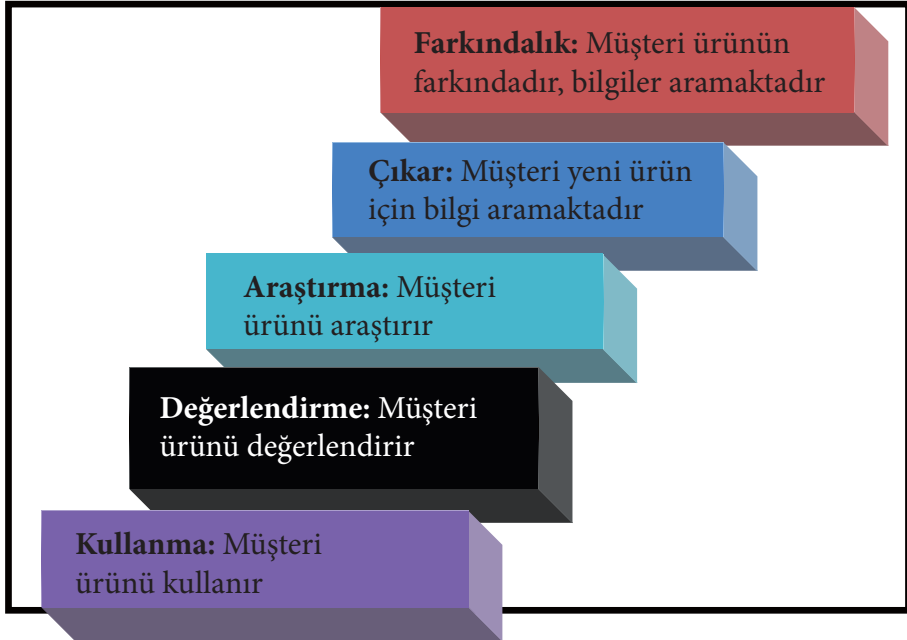 Farkındalık: Müşteri ürünün
farkındadır, bilgiler aramaktadır
Çıkar: Müşteri yeni ürün
için bilgi aramaktadır
Araştırma: Müşteri
ürünü araştırır
Değerlendirme: Müşteri
ürünü değerlendirir
Kullanma: Müşteri
ürünü kullanır